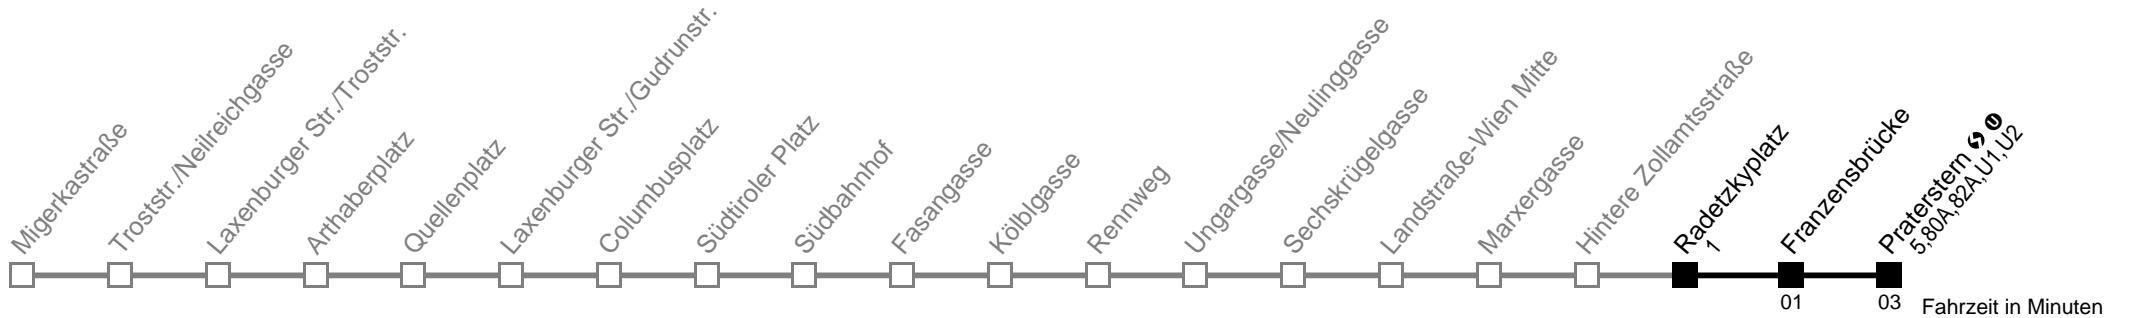 Migerkastraße
Troststr./Neilreichgasse
Laxenburger Str./Troststr.
Arthaberplatz
Quellenplatz
Laxenburger Str./Gudrunstr.
Columbusplatz
Südtiroler Platz
Südbahnhof
Fasangasse
Kölblgasse
Rennweg
Ungargasse/Neulinggasse
Sechskrügelgasse
Landstraße-Wien Mitte
Marxergasse
Hintere Zollamtsstraße
Radetzkyplatz
1
Franzensbrücke
Praterstern U
5,80A,82A,U1,U2
01
03
Fahrzeit in Minuten